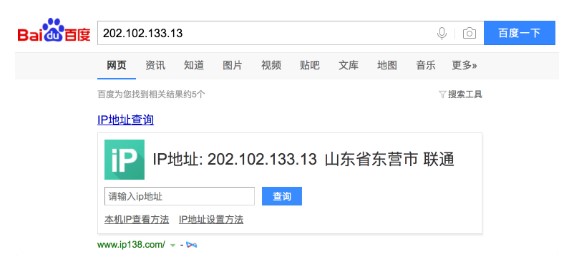 Bai du 百度 202.102.133.13 百度一下
网页 资讯 知道 图片 视频 贴吧 文库 地图 音乐 更多»
百度为您找到相关结果约5个 搜索工具
IP地址查询
iP IP地址: 202.102.133.13 山东省东营市 联通
请输入ip地址 查询
本机IP查看方法 IP地址设置方法
www.ip138.com/ -